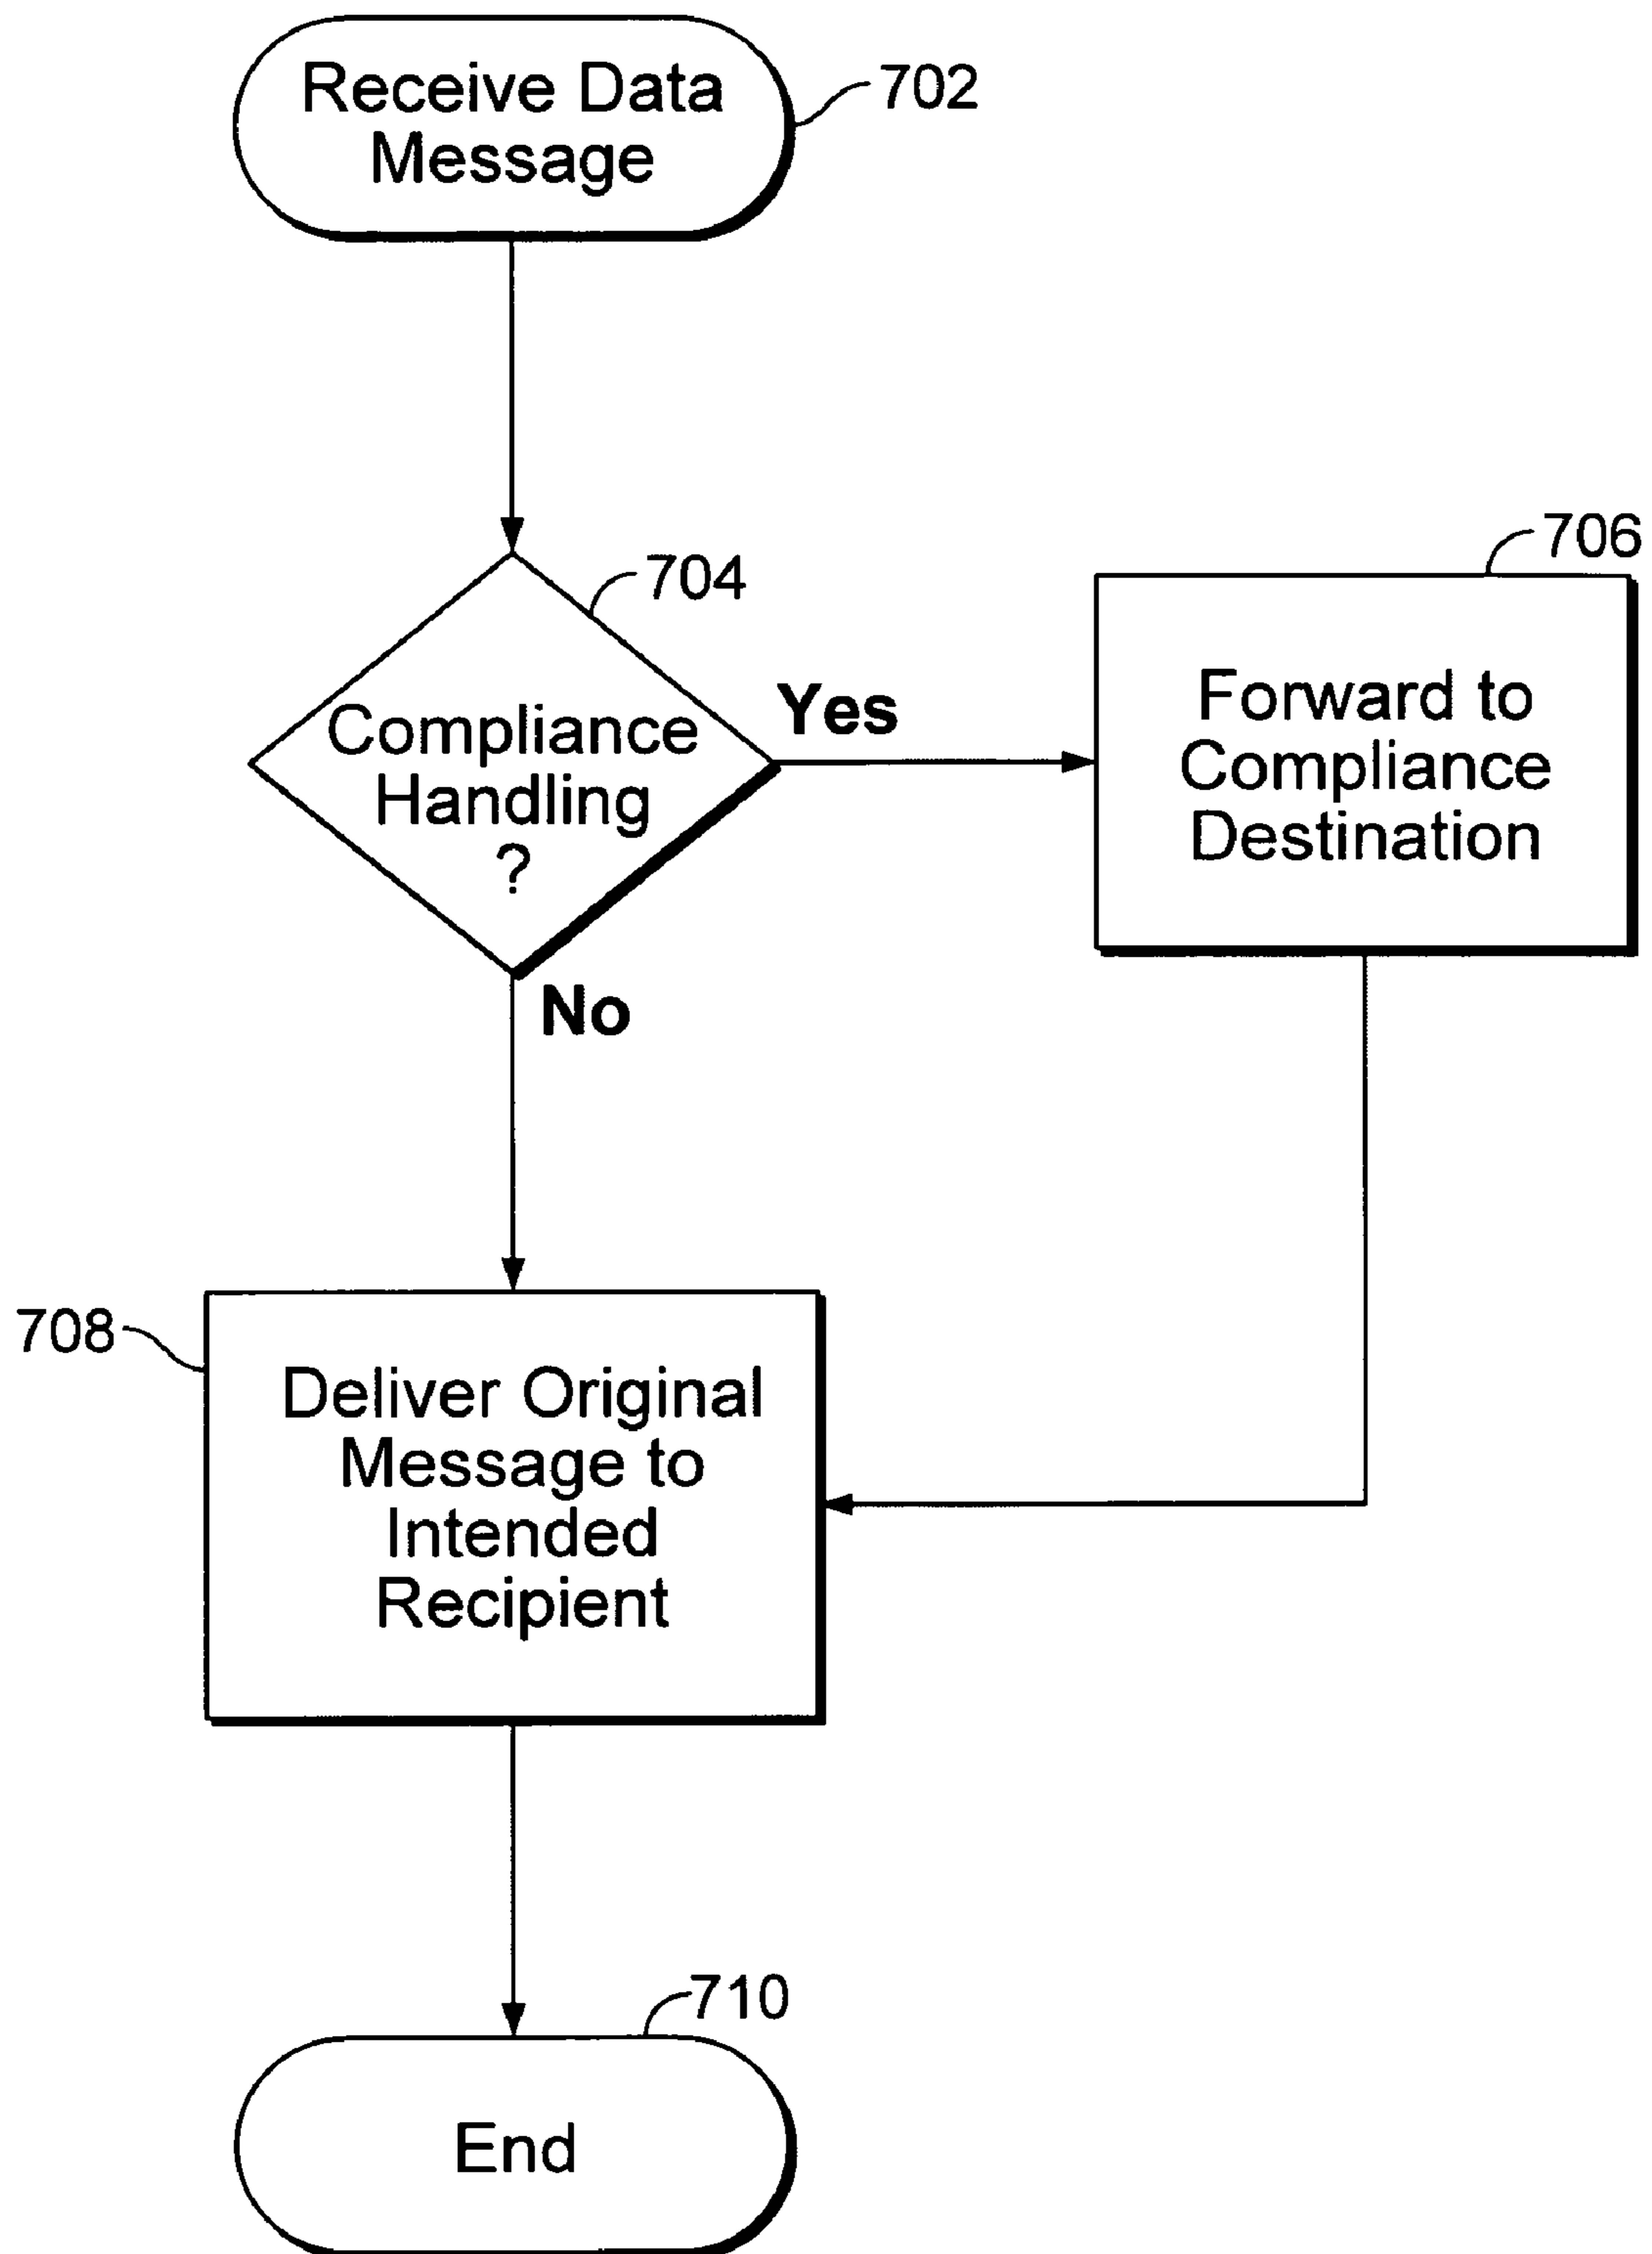 Receive Data
Message
702
704
Compliance
Handling
?
Yes
706
Forward to
Compliance
Destination
No
708
Deliver Original
Message to
Intended
Recipient
710
End